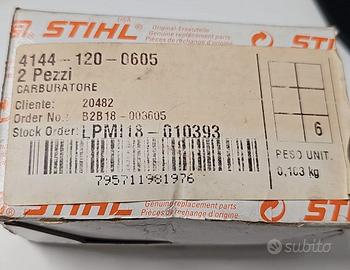 STIHL
Original-Ersatzteile
Genuine replacement parts
Pièces de rechange d'origine
4144-120-0605
2 Pezzi
CARBURATORE
Cliente: 20482
Order No.: B2B18-003605
Stock Order: LPMI18-010393
6
PESO UNIT.
0,103 kg
795711981976
STIHL
Genuine replacement parts
Pièces de rechange d'origine
STIHL
subito